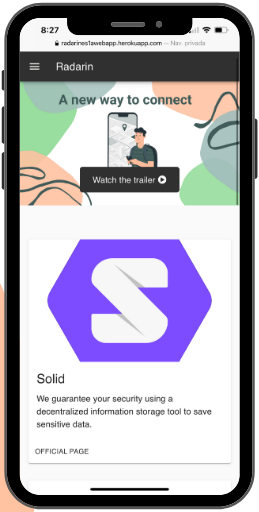 8:27
radarines1awebapp.herokuapp.com — Nav. privada
Radarin
A new way to connect
Watch the trailer
Solid
We guarantee your security using a
decentralized information storage tool to save
sensitive data.
OFFICIAL PAGE